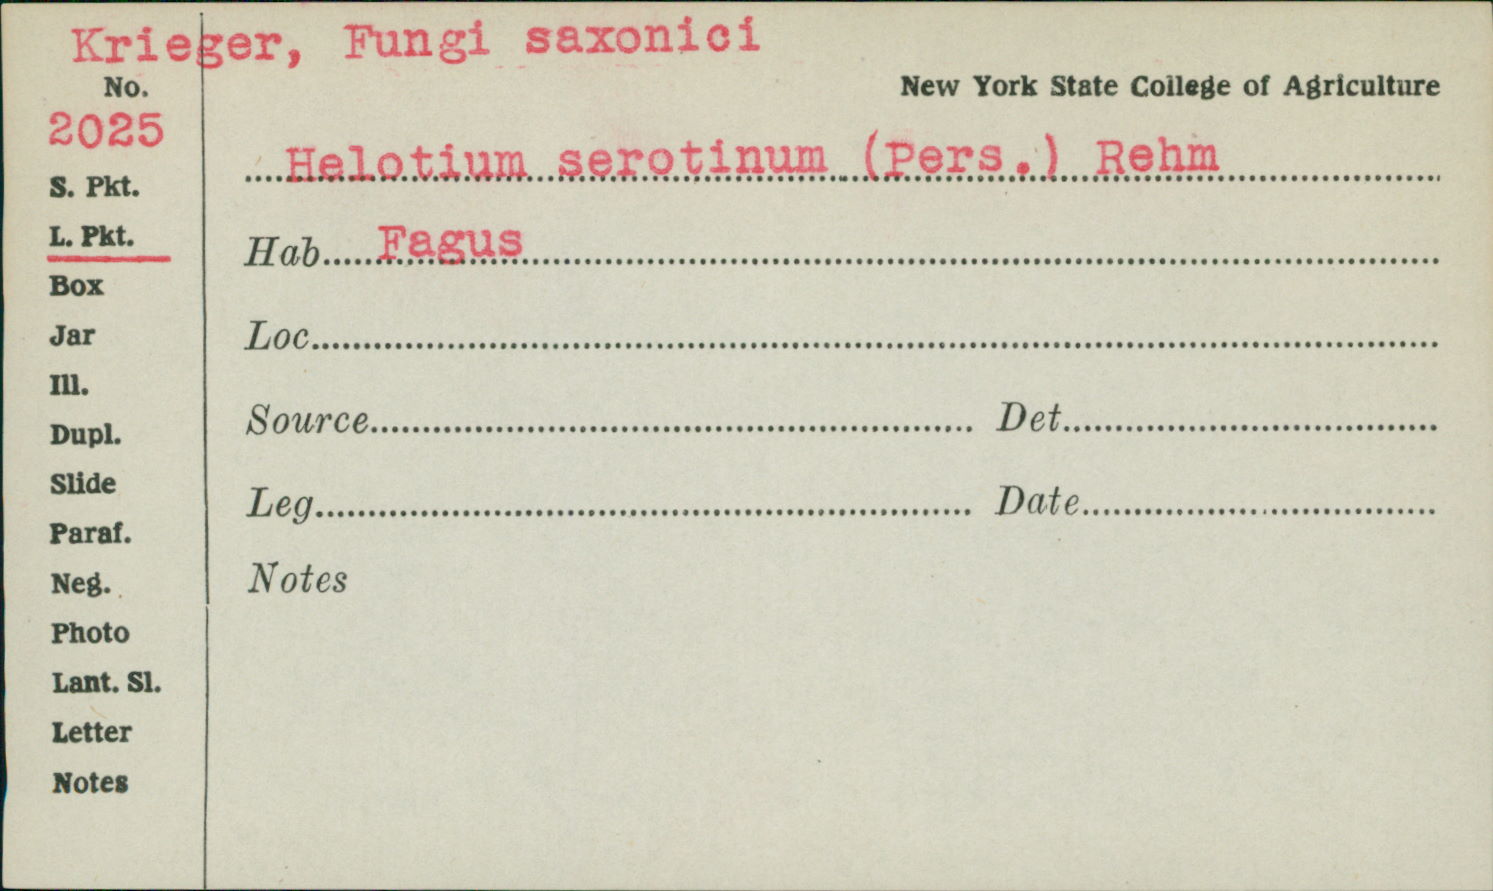 Krieger, Fungi saxonici
No.
New York State College of Agriculture
2025
Helotium serotinum (Pers.) Rehm
S. Pkt.
L. Pkt.
Hab. Fagus
Box
Jar
Loc.
Ill.
Dupl.
Source Det.
Slide
Leg. Date
Paraf.
Neg.
Notes
Photo
Lant. Sl.
Letter
Notes